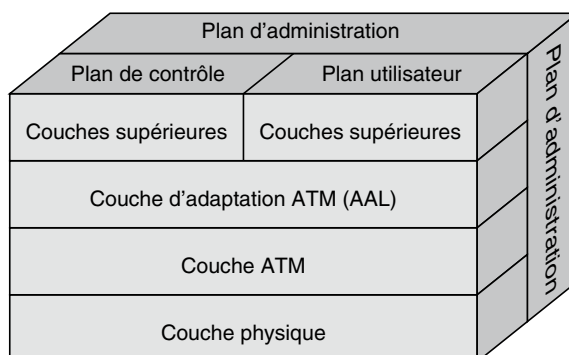 Plan d'administration
Plan de contrôle
Plan utilisateur
Couches supérieures
Couches supérieures
Couche d'adaptation ATM (AAL)
Couche ATM
Couche physique
Plan d' administration